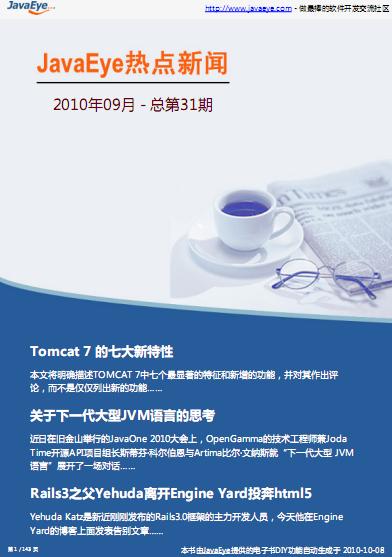 JavaEye
http://www.javaeye.com - 做最棒的软件开发交流社区
JavaEye热点新闻
2010年09月 - 总第31期
Tomcat 7 的七大新特性
本文将明确描述TOMCAT 7中七个最显著的特征和新增的功能，并对其作出评
论，而不是仅仅列出新的功能......
关于下一代大型JVM语言的思考
近日在旧金山举行的JavaOne 2010大会上，OpenGamma的技术工程师兼Joda
Time开源API项目组长斯蒂芬·科尔伯恩与Artima比尔·文纳斯就“下一代大型 JVM
语言”展开了一场对话......
Rails3之父Yehuda离开Engine Yard投奔html5
Yehuda Katz是新近刚刚发布的Rails3.0框架的主力开发人员，今天他在Engine
Yard的博客上面发表告别文章......
第 1 / 143 页
本书由JavaEye提供的电子书DIY功能自动生成于 2010-10-08